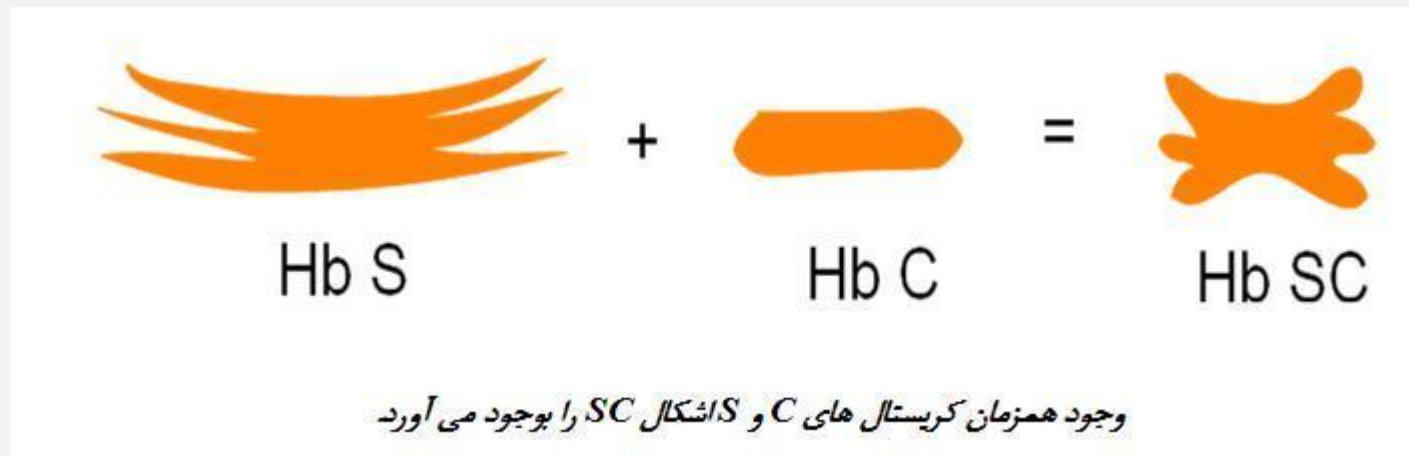 + =
Hb S Hb C Hb SC
وجود همزمان کریستال های C و S اشکال SC را بوجود می آورد.